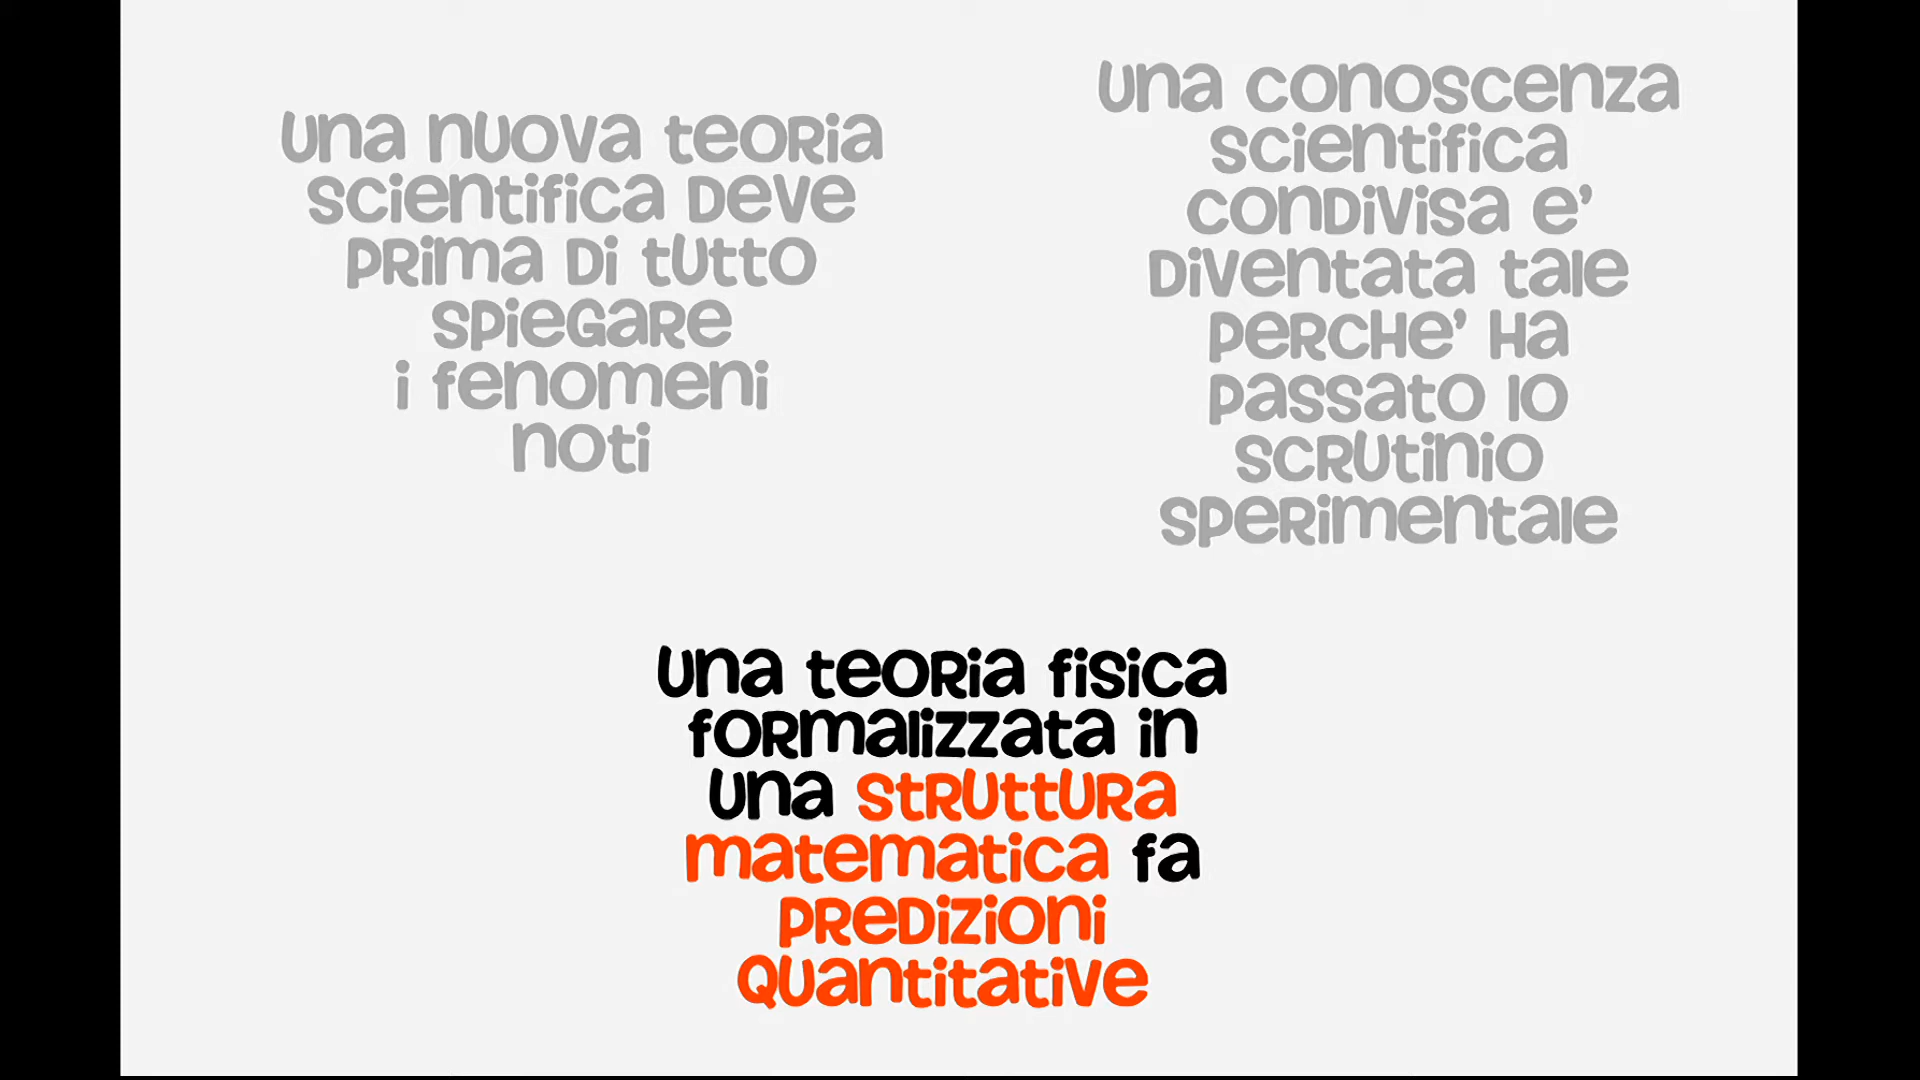 una nuova teoria
scientifica deve
prima di tutto
spiegare
i fenomeni
noti
una conoscenza
scientifica
condivisa e'
diventata tale
perche' ha
passato lo
scrutinio
sperimentale
una teoria fisica
formalizzata in
una struttura
matematica fa
predizioni
quantitative